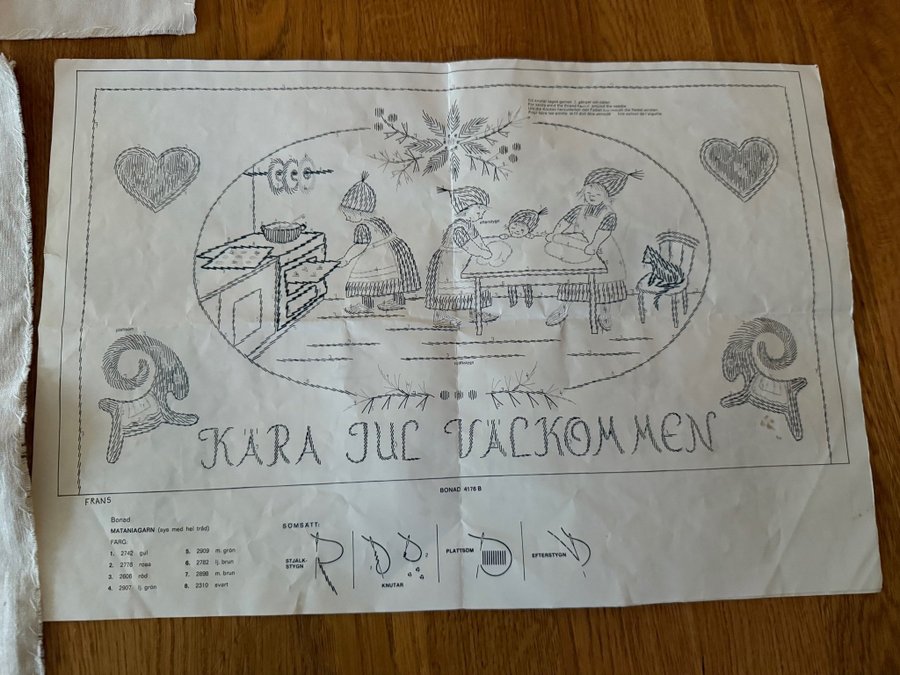 KÄRA JUL VÄLKOMMEN
BONAD 4176 B
FRANS
Bonad
MATANIAGARN (sys med hel tråd)
FÄRG:
1. 2742 gul
2. 2776 rosa
3. 2606 röd
4. 2907 lj. grön
5. 2909 m. grön
6. 2782 lj. brun
7. 2898 m. brun
8. 2310 svart
SÖMSÄTT:
STJÄLK-
STYGN
KNUTAR
PLATTSÖM
EFTERSTYGN